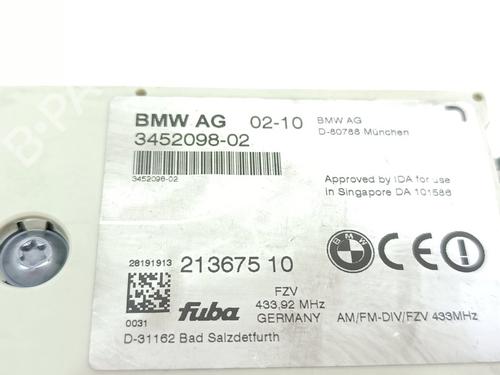 BMW AG 02-10 BMW AG
D-80788 München
3452098-02
3452098-02
Approved by IDA for use
in Singapore DA 101586
BMW
CE
28191913
213675 10
FZV
433,92 MHz
GERMANY
fuba
0031
AM/FM-DIV/FZV 433MHz
D-31162 Bad Salzdetfurth